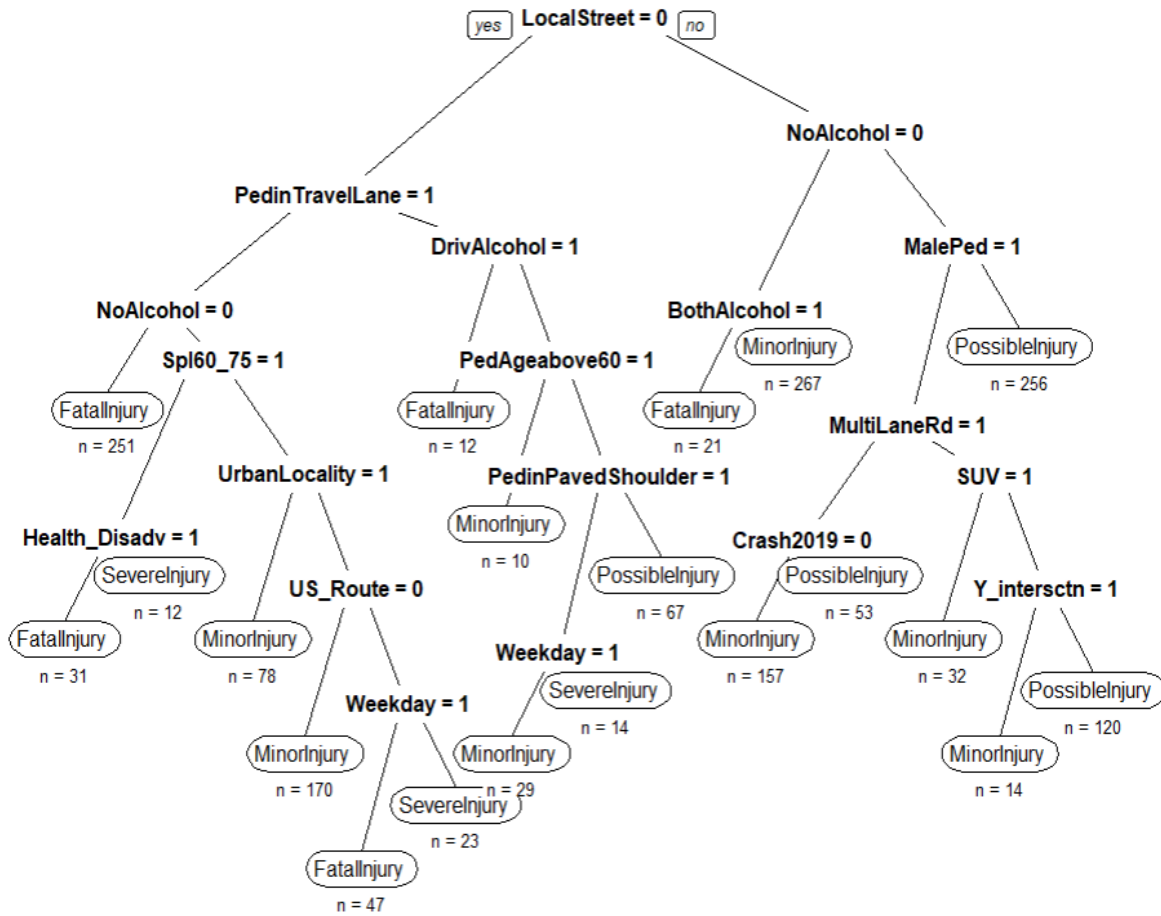 yes LocalStreet = 0 no
NoAlcohol = 0
PedinTravelLane = 1
DrivAlcohol = 1
MalePed = 1
NoAlcohol = 0
BothAlcohol = 1
Spl60_75 = 1
PedAgeabove60 = 1
MinorInjury
n = 267
PossibleInjury
n = 256
FatalInjury
n = 251
FatalInjury
n = 12
FatalInjury
n = 21
MultiLaneRd = 1
UrbanLocality = 1
PedinPavedShoulder = 1
SUV = 1
MinorInjury
n = 10
Health_Disadv = 1
SevereInjury
n = 12
Crash2019 = 0
PossibleInjury
n = 67
PossibleInjury
n = 53
US_Route = 0
Y_intersctn = 1
FatalInjury
n = 31
MinorInjury
n = 78
MinorInjury
n = 157
MinorInjury
n = 32
Weekday = 1
SevereInjury
n = 14
PossibleInjury
n = 120
Weekday = 1
MinorInjury
n = 170
MinorInjury
n = 29
MinorInjury
n = 14
SevereInjury
n = 23
FatalInjury
n = 47